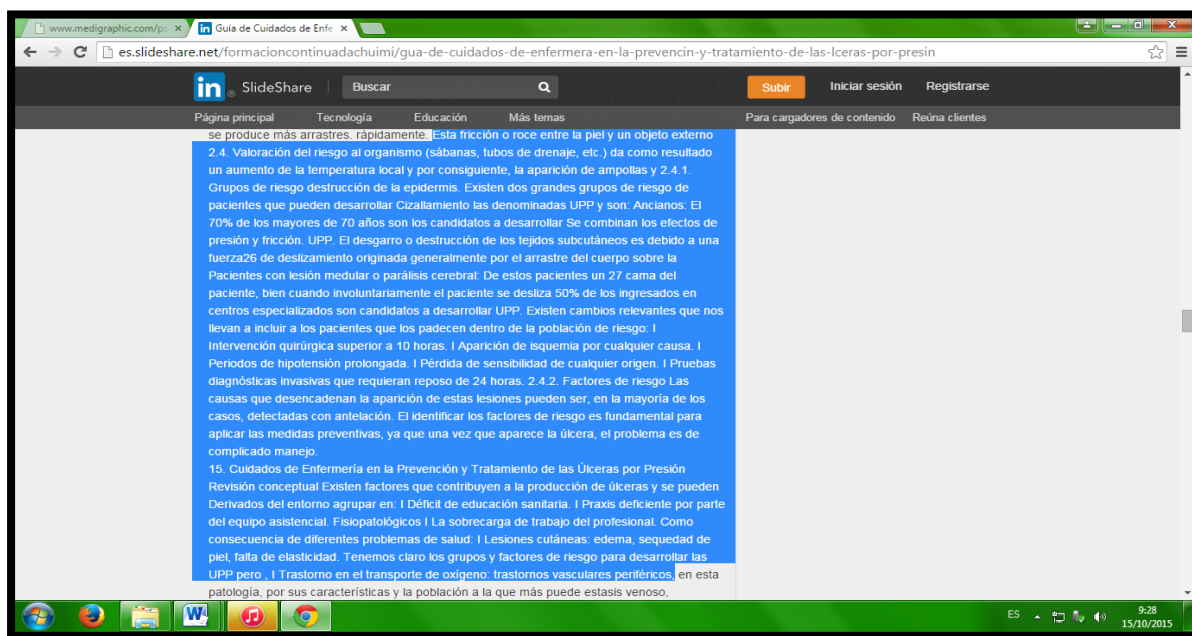 www.medigraphic.com/pc
Guía de Cuidados de Enfe
es.slideshare.net/formacioncontinuadachuimi/gua-de-cuidados-de-enfermera-en-la-prevencin-y-tratamiento-de-las-lceras-por-presin
in SlideShare Buscar Subir Iniciar sesión Registrarse
Página principal Tecnología Educación Más temas Para cargadores de contenido Reúna clientes
se produce más arrastres. rápidamente. Esta fricción o roce entre la piel y un objeto externo
2.4. Valoración del riesgo al organismo (sábanas, tubos de drenaje, etc.) da como resultado
un aumento de la temperatura local y por consiguiente, la aparición de ampollas y 2.4.1.
Grupos de riesgo destrucción de la epidermis. Existen dos grandes grupos de riesgo de
pacientes que pueden desarrollar Cizallamiento las denominadas UPP y son: Ancianos: El
70% de los mayores de 70 años son los candidatos a desarrollar Se combinan los efectos de
presión y fricción. UPP. El desgarro o destrucción de los tejidos subcutáneos es debido a una
fuerza26 de deslizamiento originada generalmente por el arrastre del cuerpo sobre la
Pacientes con lesión medular o parálisis cerebral: De estos pacientes un 27 cama del
paciente, bien cuando involuntariamente el paciente se desliza 50% de los ingresados en
centros especializados son candidatos a desarrollar UPP. Existen cambios relevantes que nos
llevan a incluir a los pacientes que los padecen dentro de la población de riesgo: l
Intervención quirúrgica superior a 10 horas. l Aparición de isquemia por cualquier causa. l
Periodos de hipotensión prolongada. l Pérdida de sensibilidad de cualquier origen. l Pruebas
diagnósticas invasivas que requieran reposo de 24 horas. 2.4.2. Factores de riesgo Las
causas que desencadenan la aparición de estas lesiones pueden ser, en la mayoría de los
casos, detectadas con antelación. El identificar los factores de riesgo es fundamental para
aplicar las medidas preventivas, ya que una vez que aparece la úlcera, el problema es de
complicado manejo.
15. Cuidados de Enfermería en la Prevención y Tratamiento de las Úlceras por Presión
Revisión conceptual Existen factores que contribuyen a la producción de úlceras y se pueden
Derivados del entorno agrupar en: l Déficit de educación sanitaria. l Praxis deficiente por parte
del equipo asistencial. Fisiopatológicos l La sobrecarga de trabajo del profesional. Como
consecuencia de diferentes problemas de salud: l Lesiones cutáneas: edema, sequedad de
piel, falta de elasticidad. Tenemos claro los grupos y factores de riesgo para desarrollar las
UPP pero , l Trastorno en el transporte de oxígeno: trastornos vasculares periféricos, en esta
patología, por sus características y la población a la que más puede estasis venoso,
ES 9:28
15/10/2015